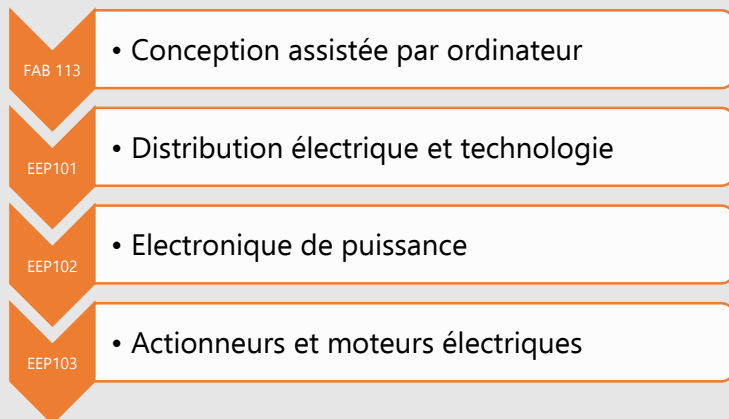 FAB 113
• Conception assistée par ordinateur
EEP101
• Distribution électrique et technologie
EEP102
• Electronique de puissance
EEP103
• Actionneurs et moteurs électriques